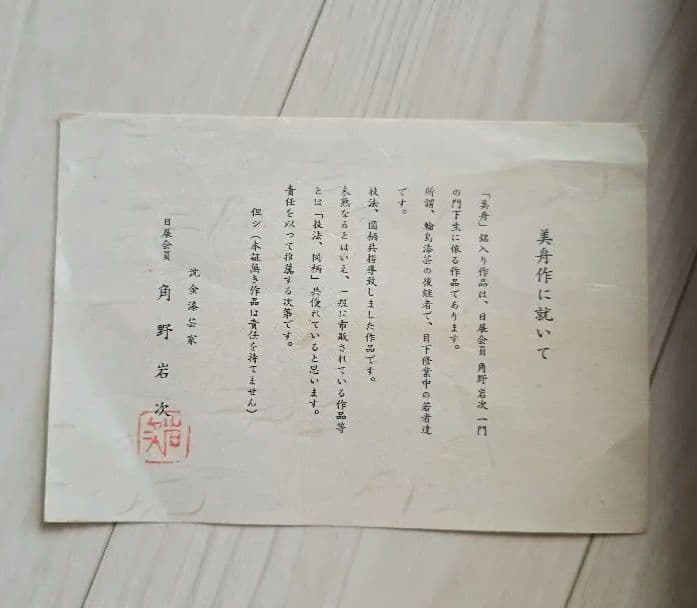 美舟作に就いて
「美舟」銘入り作品は、日展会員 角野岩次一門
の門下生に依る作品であります。
所謂、輪島漆芸の後継者で、目下修業中の若者達
です。
技法、図柄共指導致しました作品です。
未熟なるとはいえ、一般に市販されている作品等
とは「技法、図柄」共優れていると思います。
責任を以って推薦する次第です。
但シ(本証無き作品は責任を持てません)
沈金漆芸家
日展会員 角野岩次
岩次